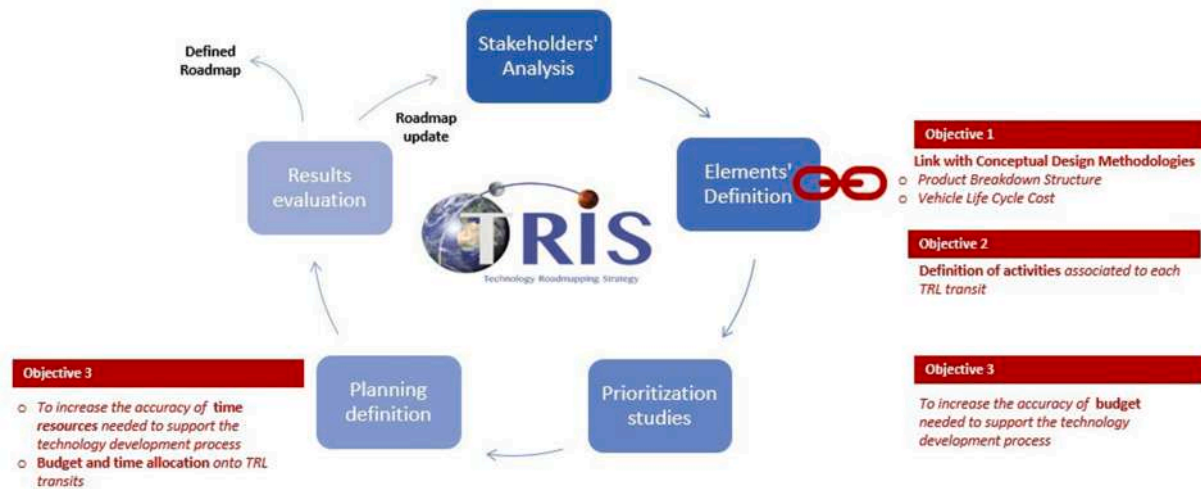 Stakeholders'
Analysis
Defined
Roadmap
Roadmap
update
Results
evaluation
Elements'
Definition
Objective 1
Link with Conceptual Design Methodologies
o Product Breakdown Structure
o Vehicle Life Cycle Cost
TRIS
Technology Roadmapping Strategy
Objective 2
Definition of activities associated to each
TRL transit
Objective 3
o To increase the accuracy of time
resources needed to support the
technology development process
o Budget and time allocation onto TRL
transits
Planning
definition
Prioritization
studies
Objective 3
To increase the accuracy of budget
needed to support the technology
development process